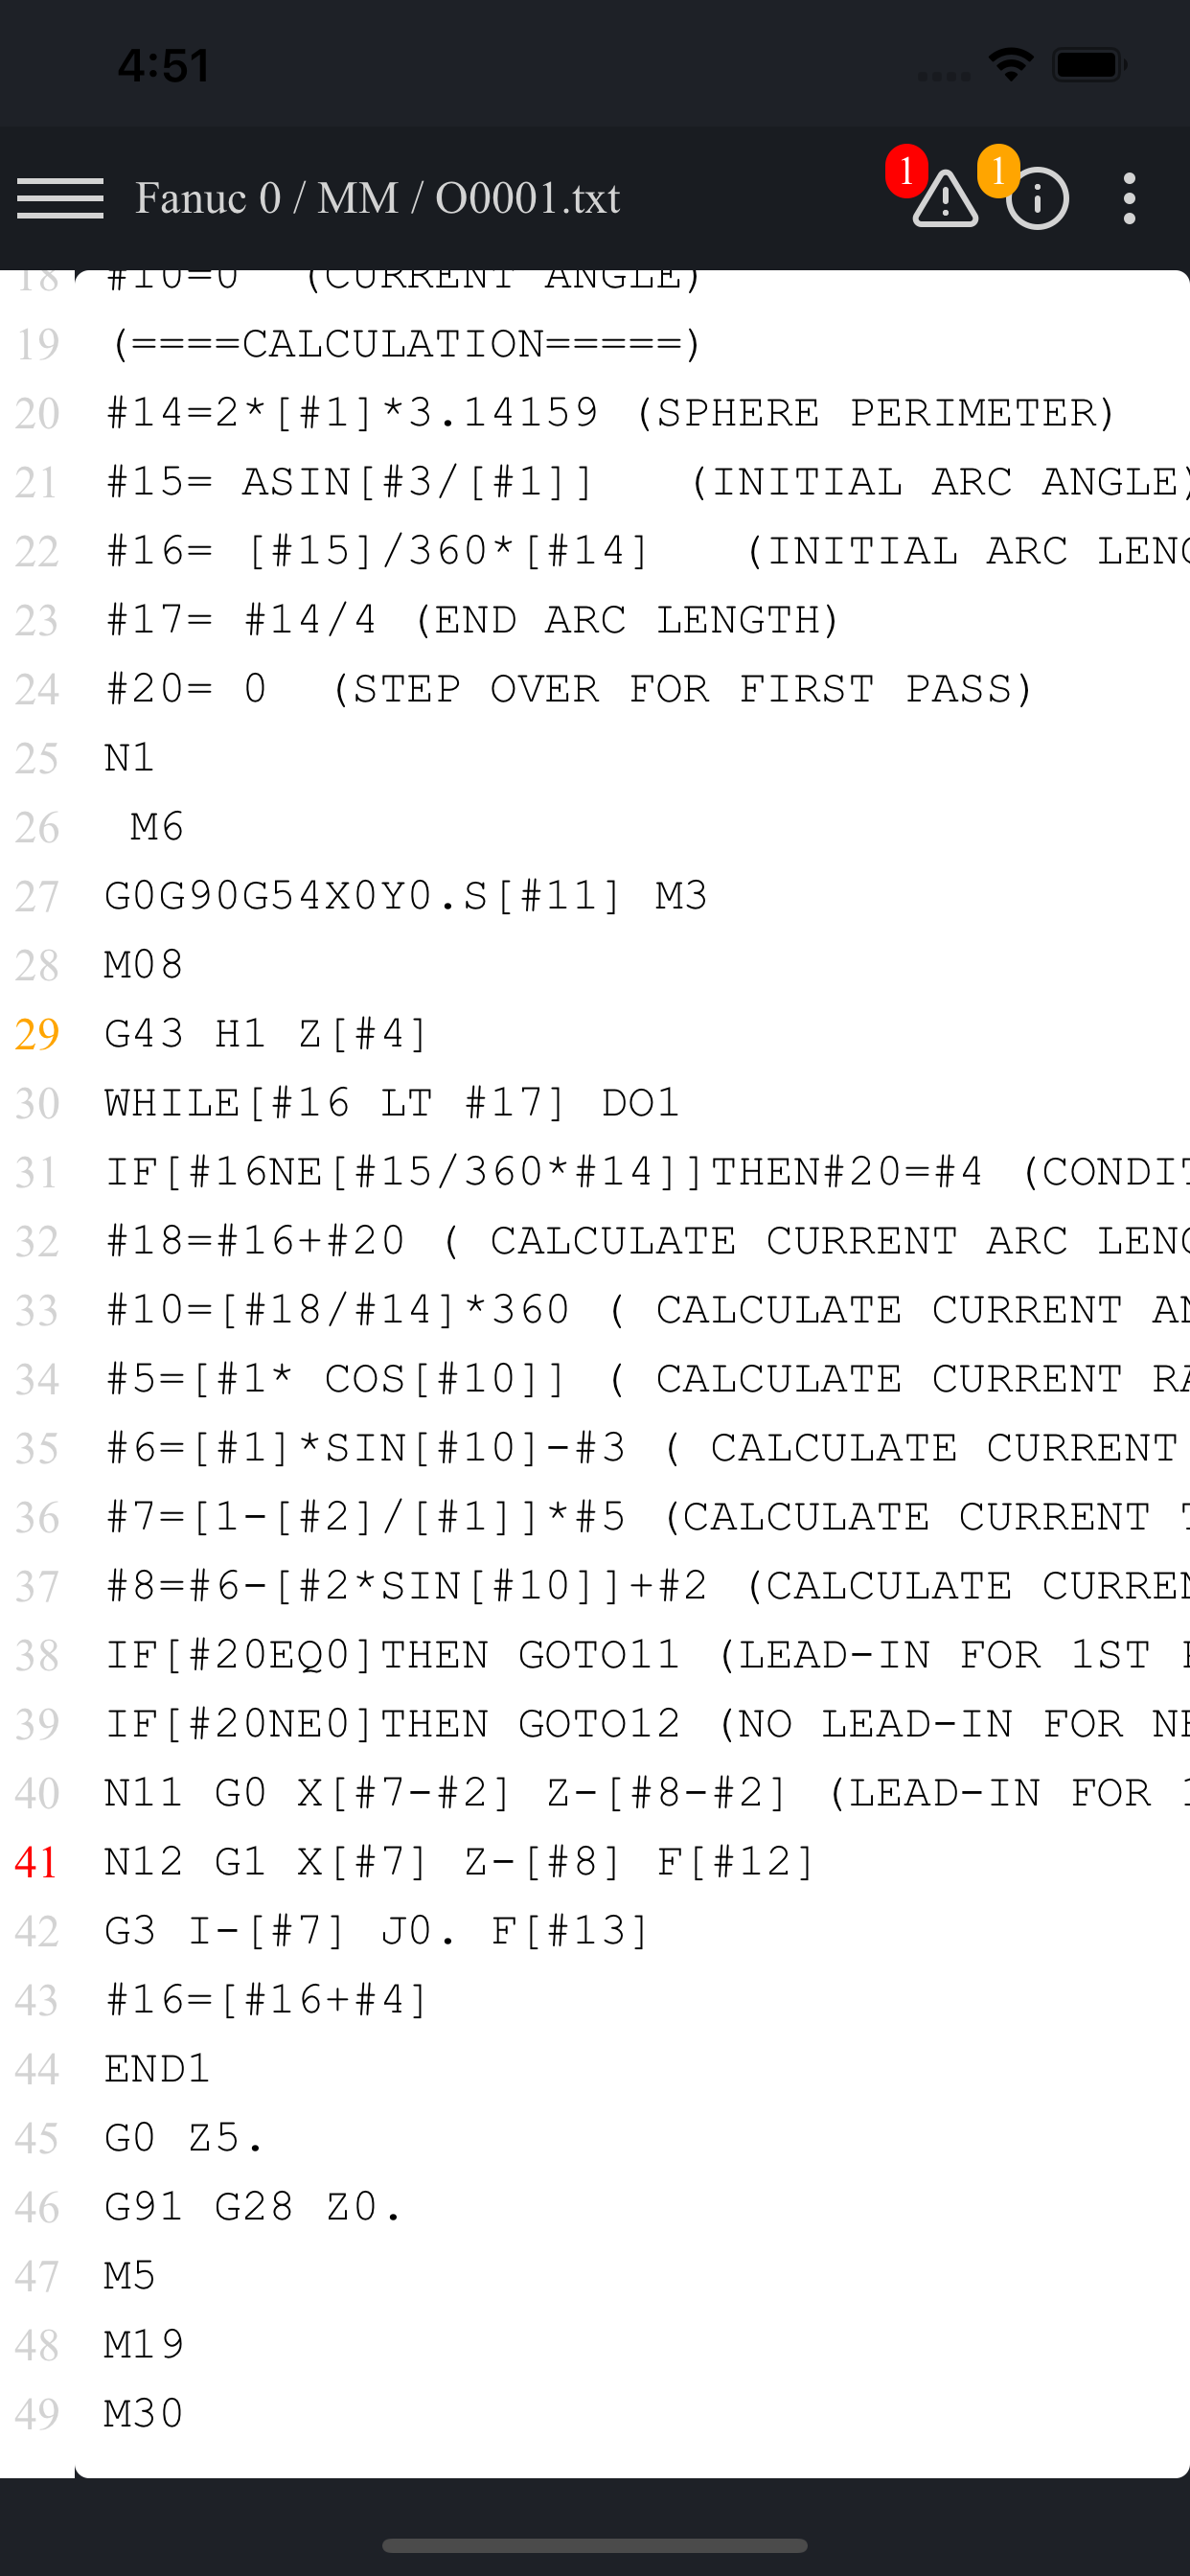 4:51
Fanuc 0 / MM / O0001.txt
1
1
18 #10=0 (CURRENT ANGLE)
19 (====CALCULATION=====)
20 #14=2*[#1]*3.14159 (SPHERE PERIMETER)
21 #15= ASIN[#3/[#1]] (INITIAL ARC ANGLE)
22 #16= [#15]/360*[#14] (INITIAL ARC LENG
23 #17= #14/4 (END ARC LENGTH)
24 #20= 0 (STEP OVER FOR FIRST PASS)
25 N1
26 M6
27 G0G90G54X0Y0.S[#11] M3
28 M08
29 G43 H1 Z[#4]
30 WHILE[#16 LT #17] DO1
31 IF[#16NE[#15/360*#14]]THEN#20=#4 (CONDIT
32 #18=#16+#20 ( CALCULATE CURRENT ARC LENG
33 #10=[#18/#14]*360 ( CALCULATE CURRENT AN
34 #5=[#1* COS[#10]] ( CALCULATE CURRENT RA
35 #6=[#1]*SIN[#10]-#3 ( CALCULATE CURRENT
36 #7=[1-[#2]/[#1]]*#5 (CALCULATE CURRENT T
37 #8=#6-[#2*SIN[#10]]+#2 (CALCULATE CURREN
38 IF[#20EQ0]THEN GOTO11 (LEAD-IN FOR 1ST
39 IF[#20NE0]THEN GOTO12 (NO LEAD-IN FOR NE
40 N11 G0 X[#7-#2] Z-[#8-#2] (LEAD-IN FOR 1
41 N12 G1 X[#7] Z-[#8] F[#12]
42 G3 I-[#7] J0. F[#13]
43 #16=[#16+#4]
44 END1
45 G0 Z5.
46 G91 G28 Z0.
47 M5
48 M19
49 M30